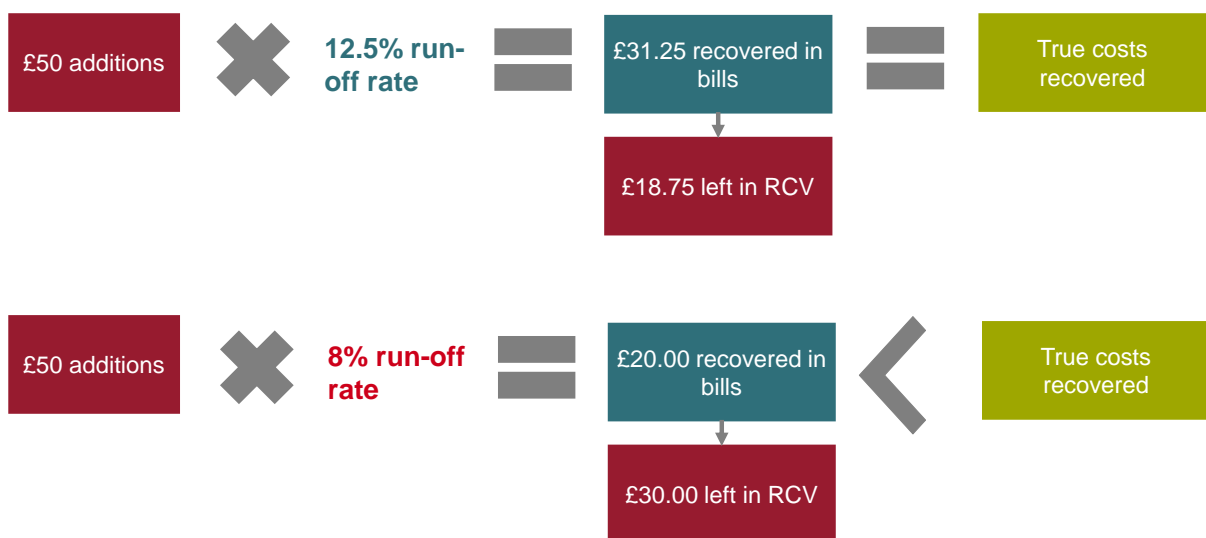 £50 additions
12.5% run-
off rate
£31.25 recovered in
bills
True costs
recovered
£18.75 left in RCV
£50 additions
8% run-off
rate
£20.00 recovered in
bills
True costs
recovered
£30.00 left in RCV